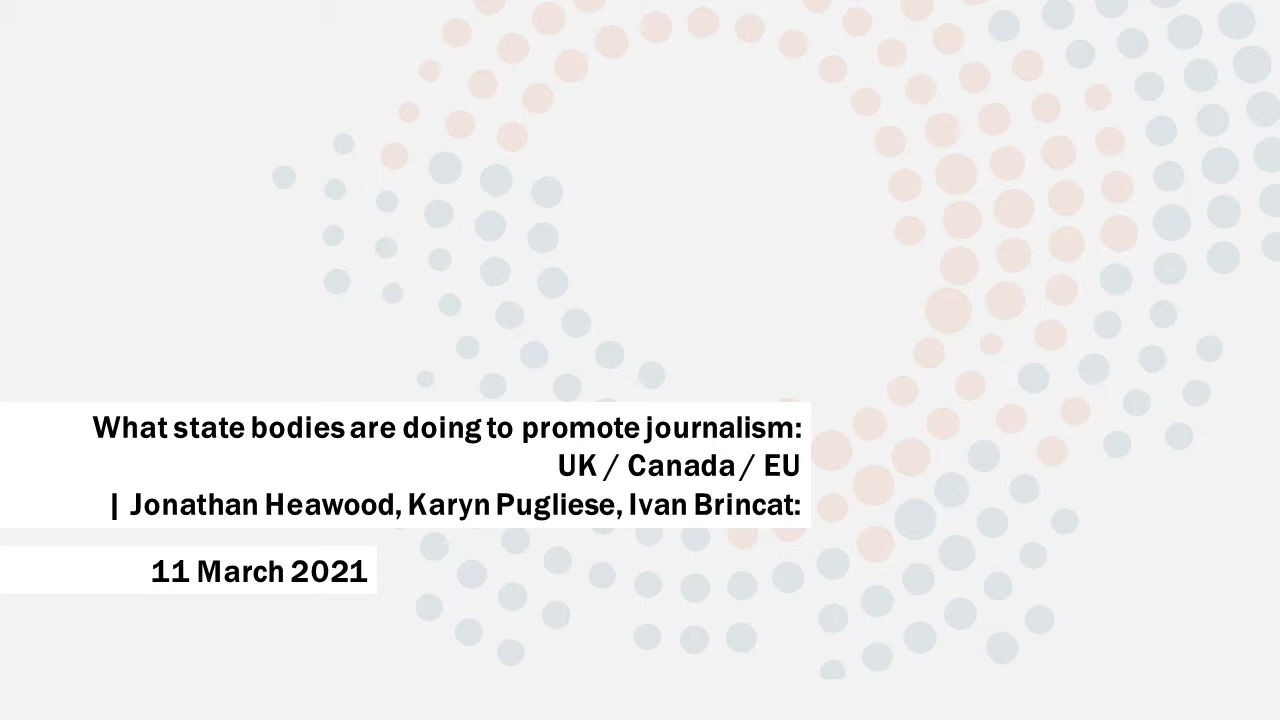 What state bodies are doing to promote journalism:
UK / Canada / EU
| Jonathan Heawood, Karyn Pugliese, Ivan Brincat:
11 March 2021